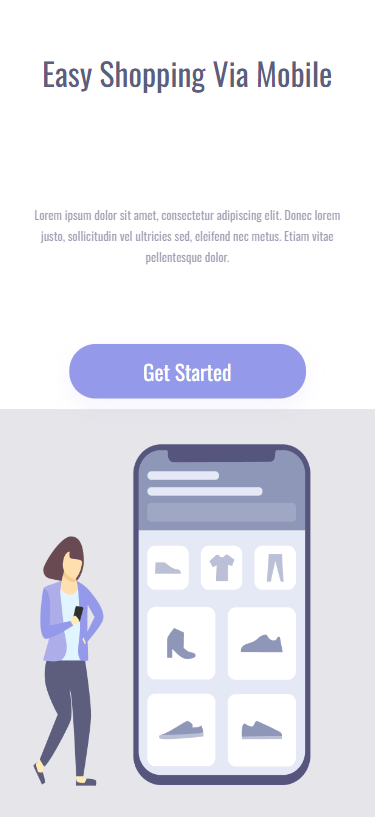 Easy Shopping Via Mobile
Lorem ipsum dolor sit amet, consectetur adipiscing elit. Donec lorem
justo, sollicitudin vel ultricies sed, eleifend nec metus. Etiam vitae
pellentesque dolor.
Get Started